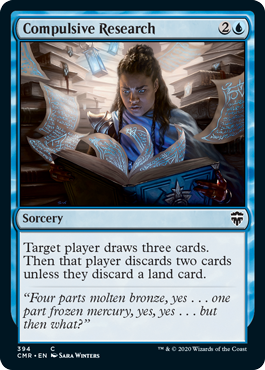 Compulsive Research 2
Sorcery
Target player draws three cards.
Then that player discards two cards
unless they discard a land card.
“Four parts molten bronze, yes . . . one
part frozen mercury, yes, yes . . . but
then what?”
394 C
CMR • EN SARA WINTERS ™ & © 2020 Wizards of the Coast